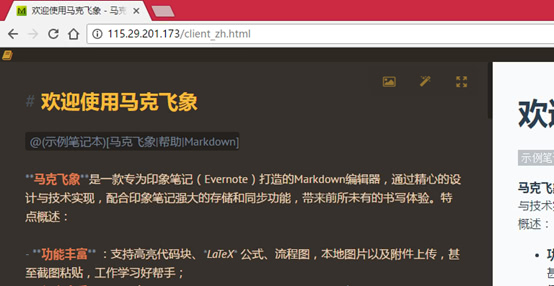 欢迎使用马克飞象 - 马克
115.29.201.173/client_zh.html
# 欢迎使用马克飞象
@(示例笔记本)[马克飞象|帮助|Markdown]
**马克飞象**是一款专为印象笔记（Evernote）打造的Markdown编辑器，通过精心的设
计与技术实现，配合印象笔记强大的存储和同步功能，带来前所未有的书写体验。特
点概述：
- **功能丰富** ：支持高亮代码块、*LaTeX* 公式、流程图，本地图片以及附件上传，甚
至截图粘贴，工作学习好帮手；
欢迎
示例笔记
马克飞
与技术
概述：
• 功
甚